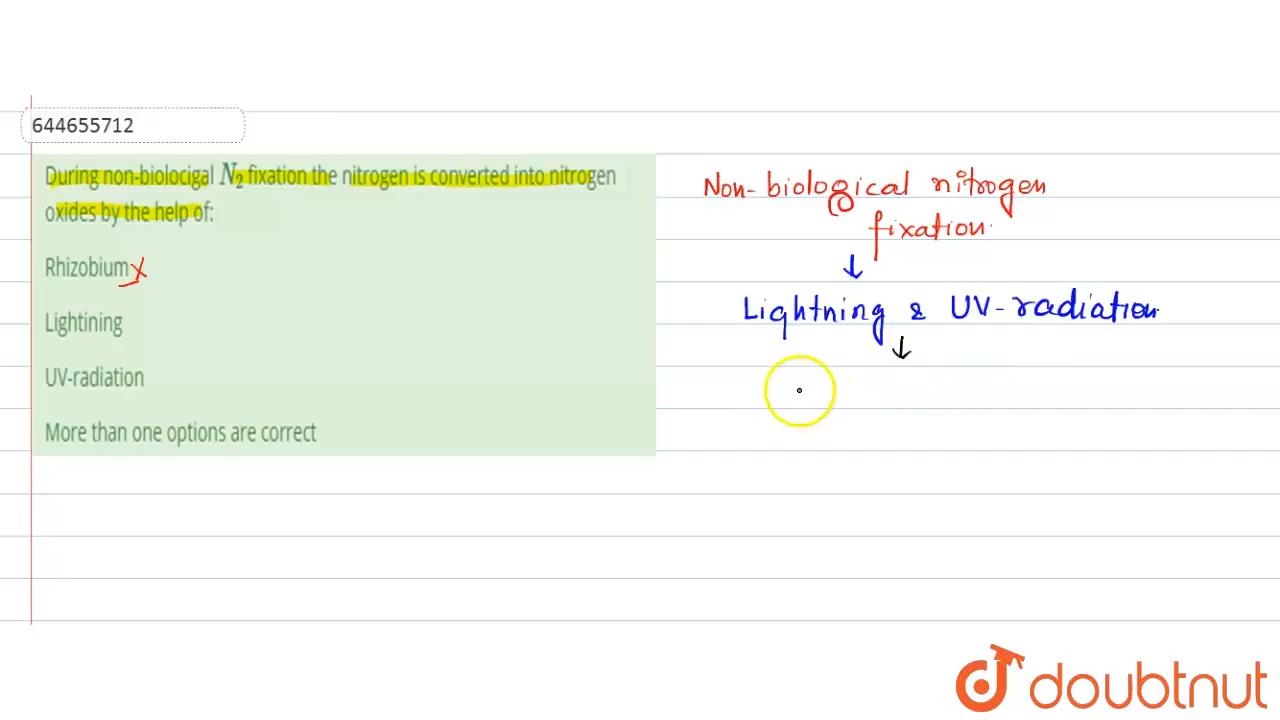 644655712
During non-biolocigal N₂ fixation the nitrogen is converted into nitrogen
oxides by the help of:
Rhizobium x
Lightining
UV-radiation
More than one options are correct
Non-biological nitrogen
fixation.
↓
Lightning & UV-radiation.
↓
doubtnut